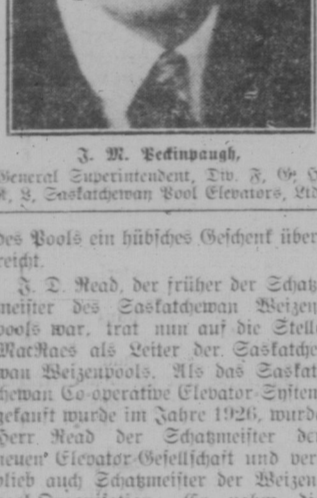 J. M. Peckinpaugh,
General Superintendent, Div. F, G, H
K, L, Saskatchewan Pool Elevators, Ltd
des Pools ein hübsches Geschenk über
reicht.
J. D. Read, der früher der Schatz
meister des Saskatchewan Weizen
pools war, trat nun auf die Stelle
MacRaes als Leiter der Saskatche
wan Weizenpools. Als das Saskat
chewan Co-operative Elevator-System
gekauft wurde im Jahre 1926, wurde
Herr Read der Schatzmeister der
neuen Elevator-Gesellschaft und ver
blieb auch Schatzmeister der Weizen